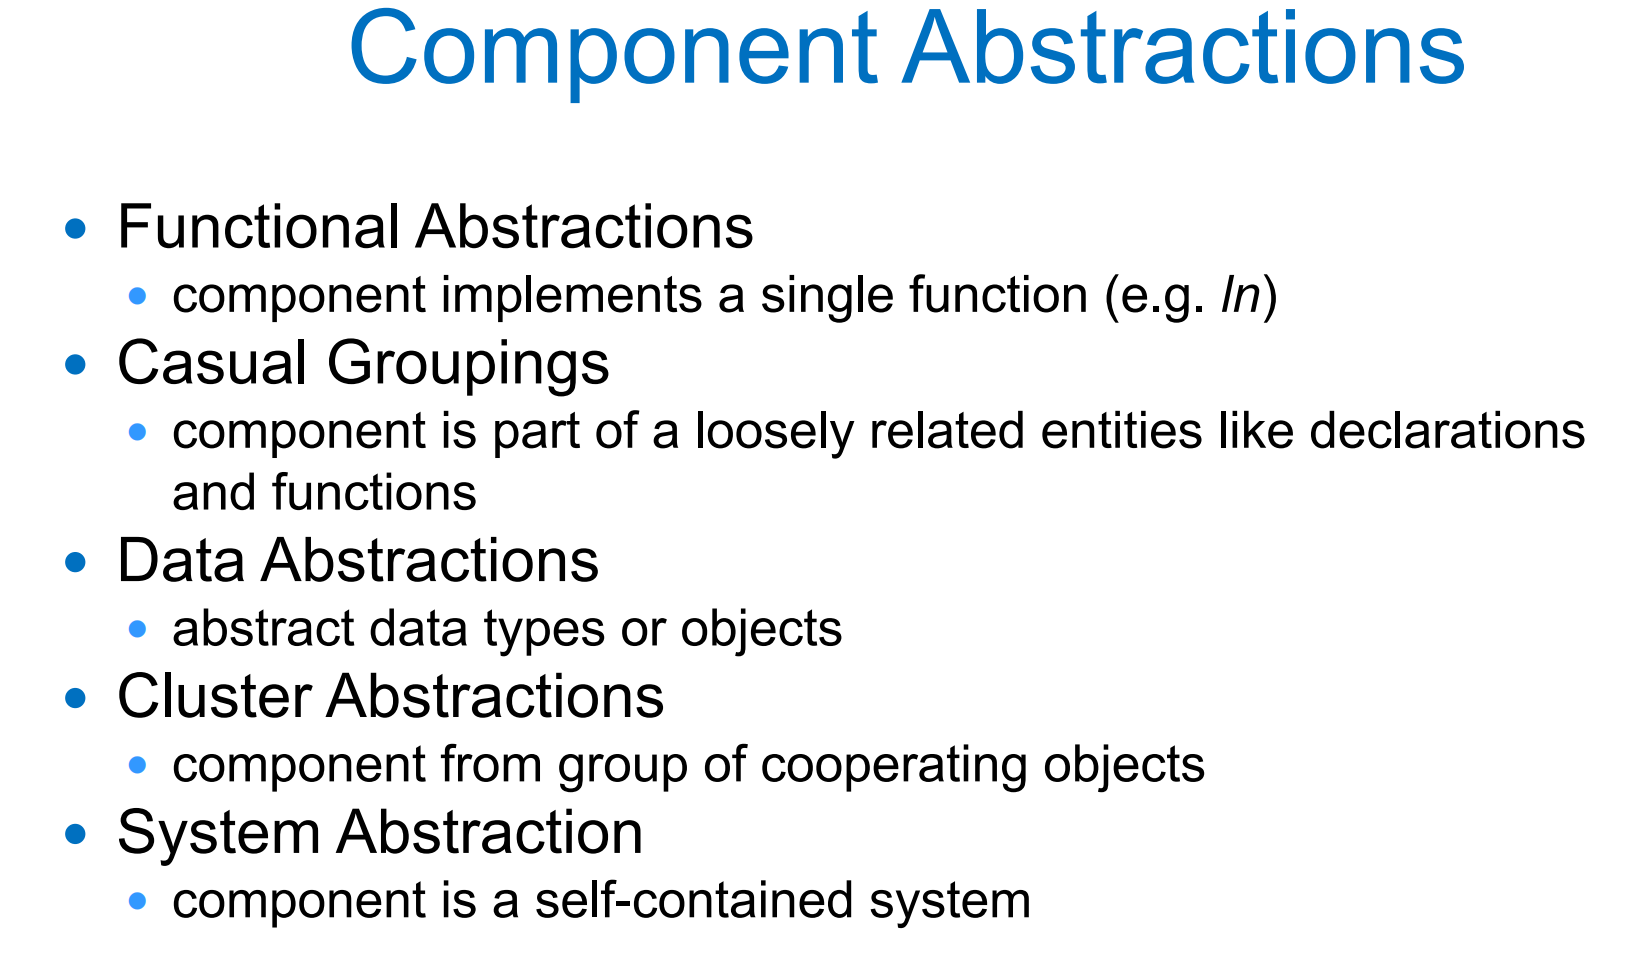 Component Abstractions
• Functional Abstractions
• component implements a single function (e.g. ln)
• Casual Groupings
• component is part of a loosely related entities like declarations
and functions
• Data Abstractions
• abstract data types or objects
• Cluster Abstractions
• component from group of cooperating objects
• System Abstraction
• component is a self-contained system